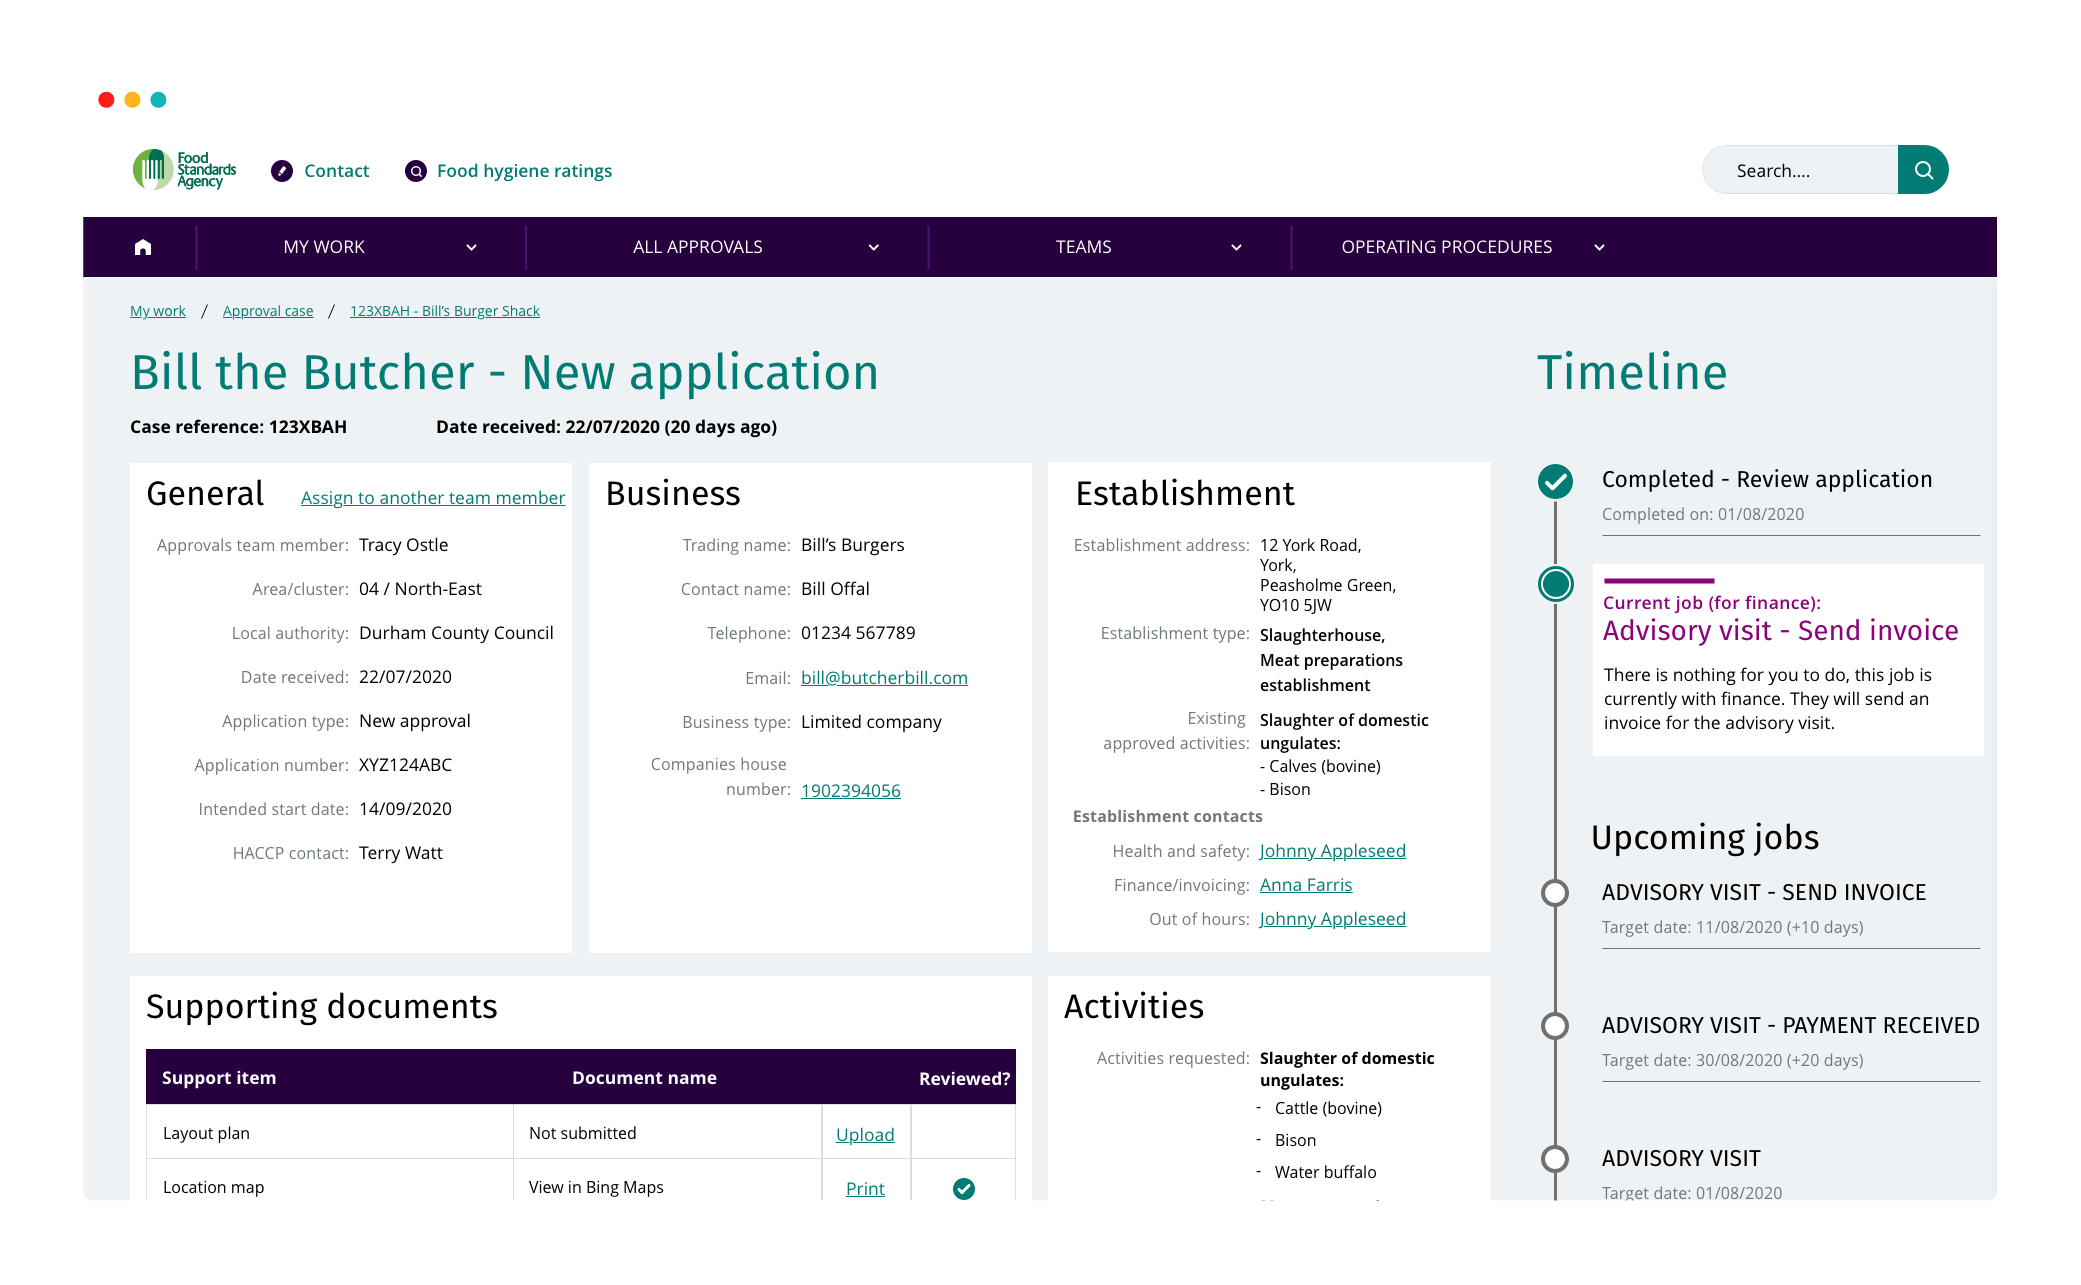 Food
Standards
Agency
Contact
Food hygiene ratings
Search....
MY WORK
ALL APPROVALS
TEAMS
OPERATING PROCEDURES
My work / Approval case / 123XBAH - Bill's Burger Shack
Bill the Butcher - New application
Case reference: 123XBAH
Date received: 22/07/2020 (20 days ago)
General
Assign to another team member
Approvals team member: Tracy Ostle
Area/cluster: 04 / North-East
Local authority: Durham County Council
Date received: 22/07/2020
Application type: New approval
Application number: XYZ124ABC
Intended start date: 14/09/2020
HACCP contact: Terry Watt
Business
Trading name: Bill's Burgers
Contact name: Bill Offal
Telephone: 01234 567789
Email: bill@butcherbill.com
Business type: Limited company
Companies house
number: 1902394056
Establishment
Establishment address: 12 York Road,
York,
Peasholme Green,
YO10 5JW
Establishment type: Slaughterhouse,
Meat preparations
establishment
Existing Slaughter of domestic
approved activities: ungulates:
- Calves (bovine)
- Bison
Establishment contacts
Health and safety: Johnny Appleseed
Finance/invoicing: Anna Farris
Out of hours: Johnny Appleseed
Supporting documents
Support item Document name Reviewed?
Layout plan Not submitted Upload
Location map View in Bing Maps Print
Activities
Activities requested: Slaughter of domestic
ungulates:
- Cattle (bovine)
- Bison
- Water buffalo
Timeline
Completed - Review application
Completed on: 01/08/2020
Current job (for finance):
Advisory visit - Send invoice
There is nothing for you to do, this job is
currently with finance. They will send an
invoice for the advisory visit.
Upcoming jobs
ADVISORY VISIT - SEND INVOICE
Target date: 11/08/2020 (+10 days)
ADVISORY VISIT - PAYMENT RECEIVED
Target date: 30/08/2020 (+20 days)
ADVISORY VISIT
Target date: 01/08/2020